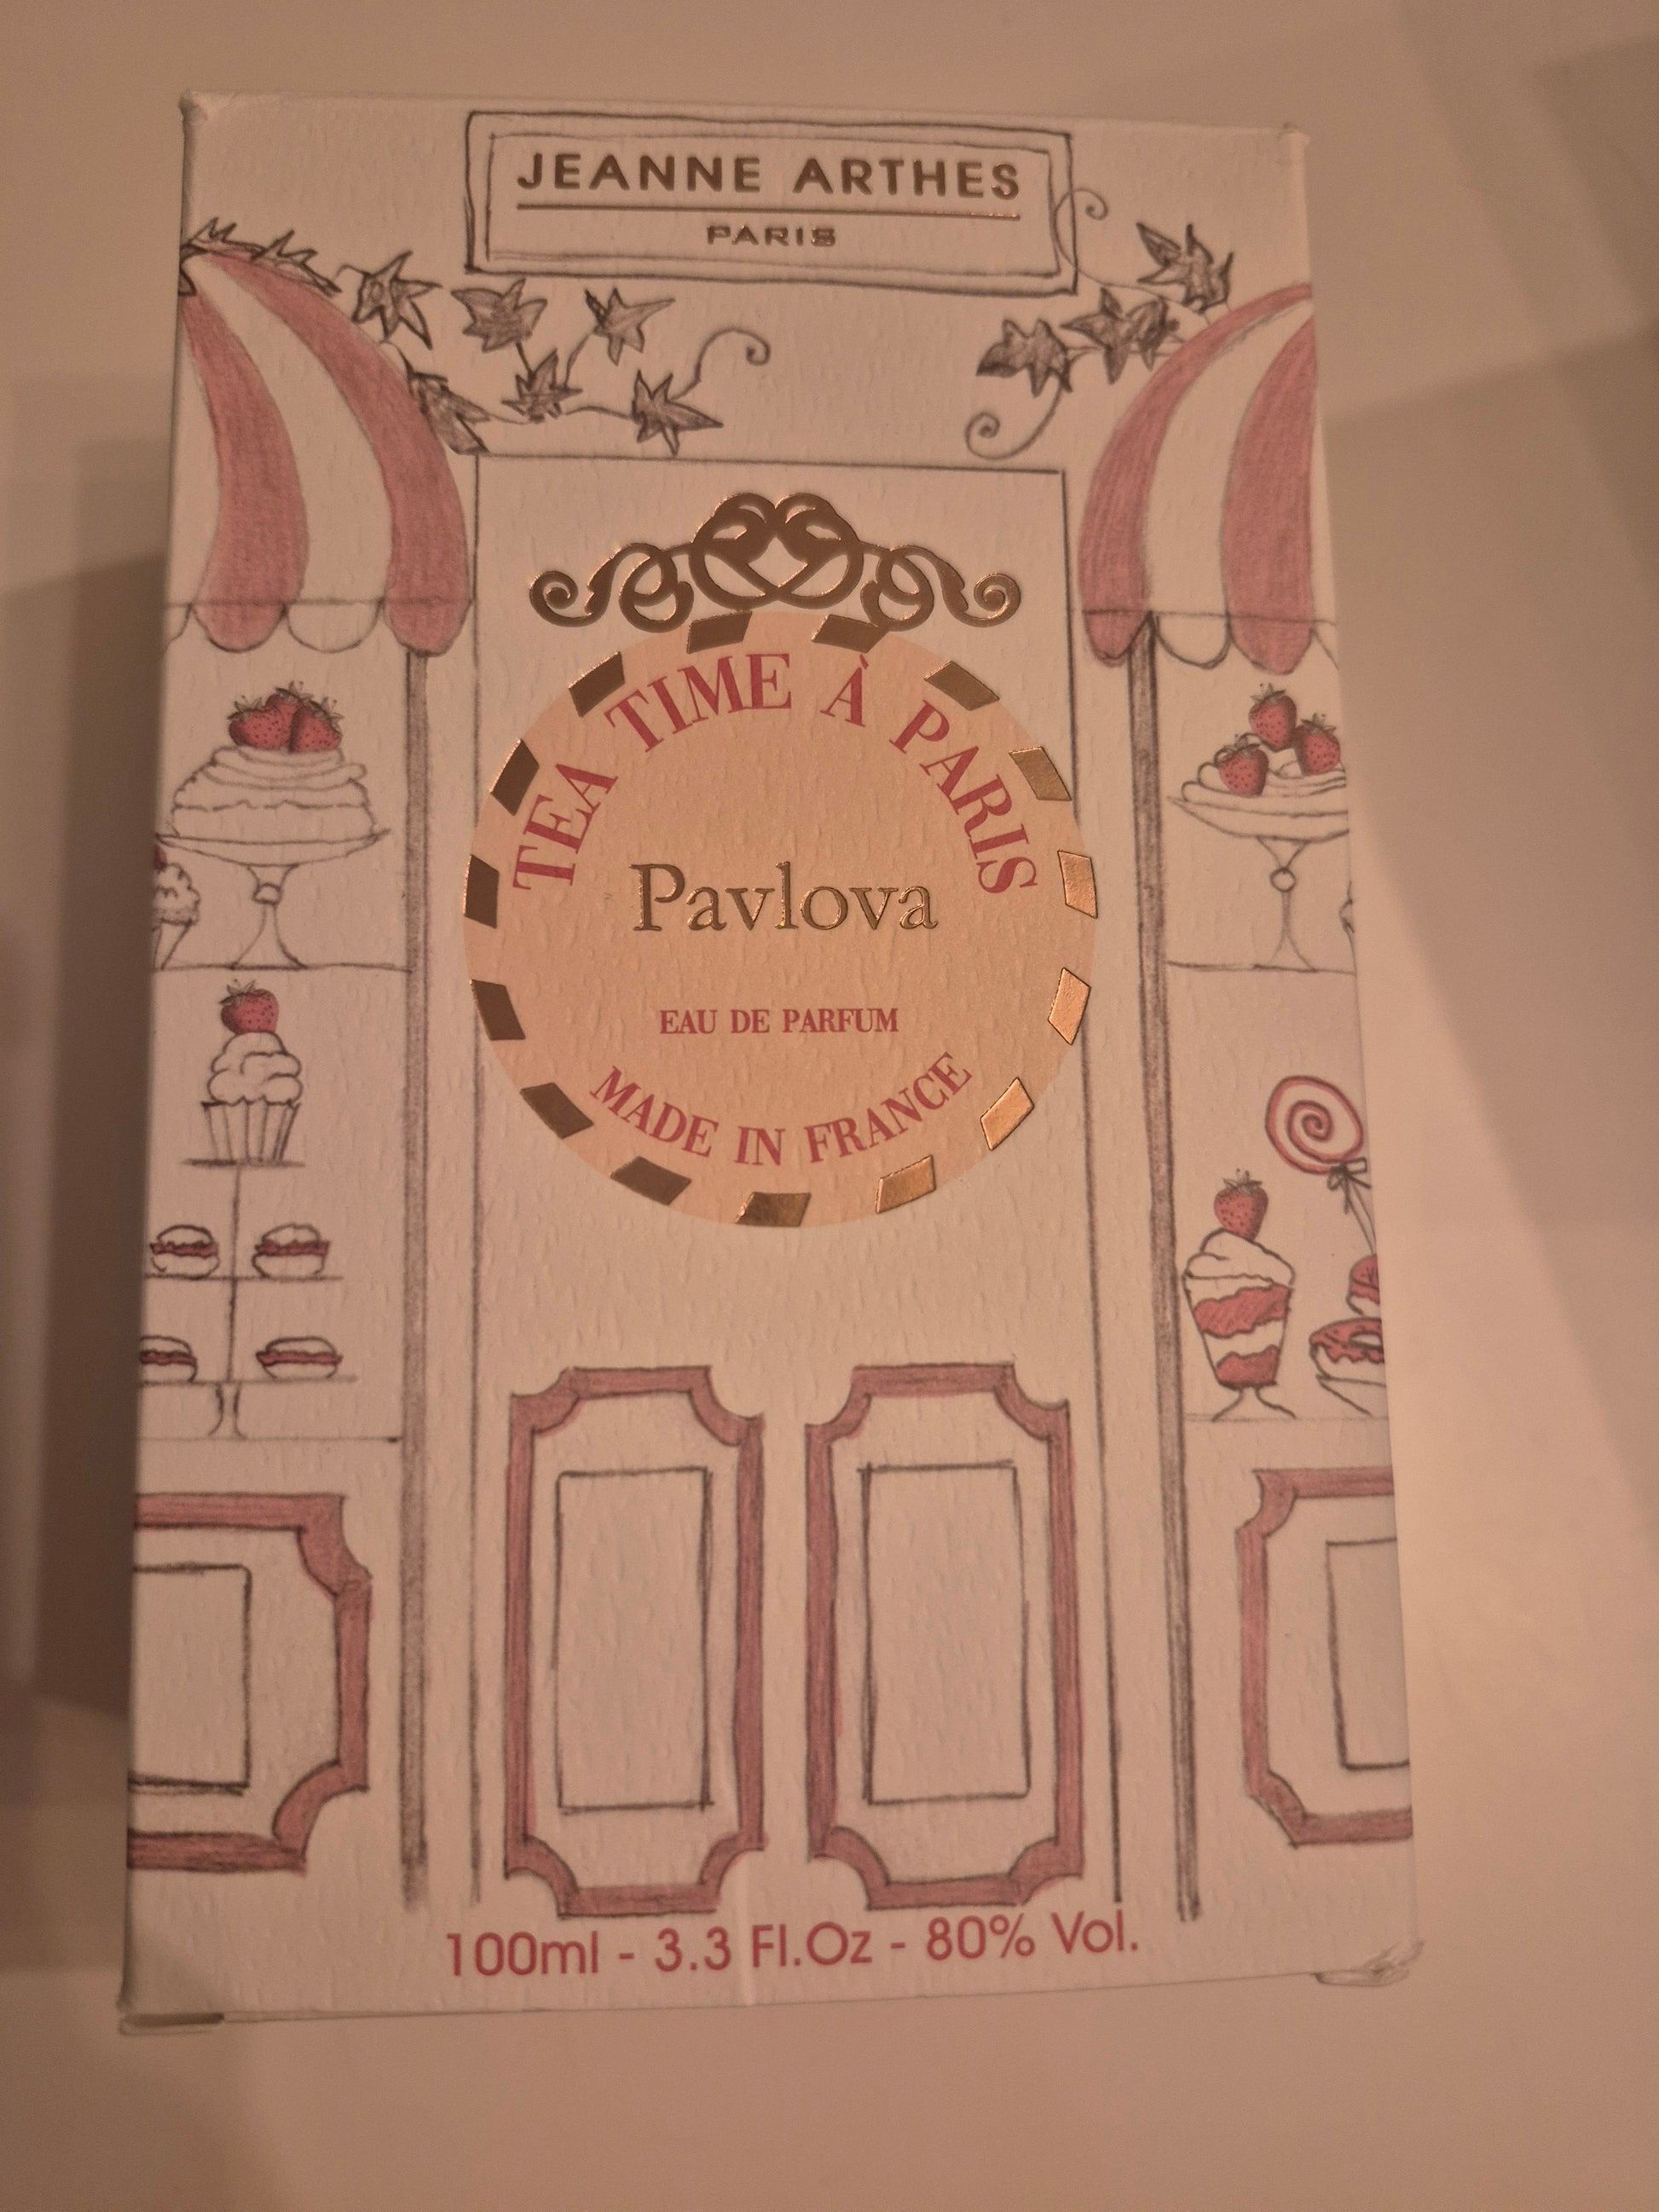 JEANNE ARTHES
PARIS
TEA TIME À PARIS
Pavlova
EAU DE PARFUM
MADE IN FRANCE
100ml - 3.3 Fl.Oz - 80% Vol.